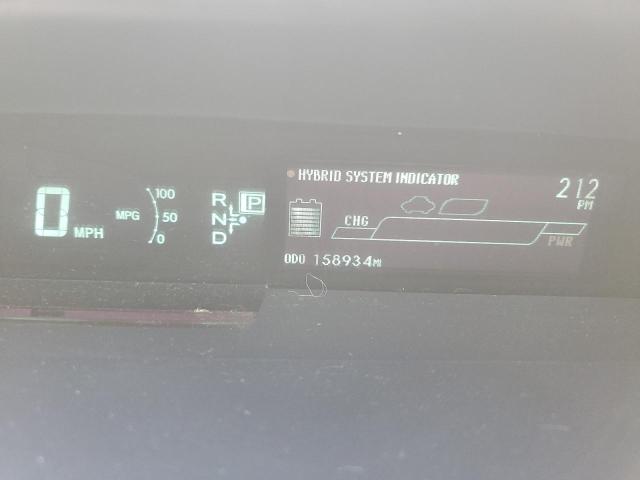 0 MPH
MPG
100
50
0
R
N
D
P
HYBRID SYSTEM INDICATOR
212
PM
CHG
PWR
ODO 158934MI